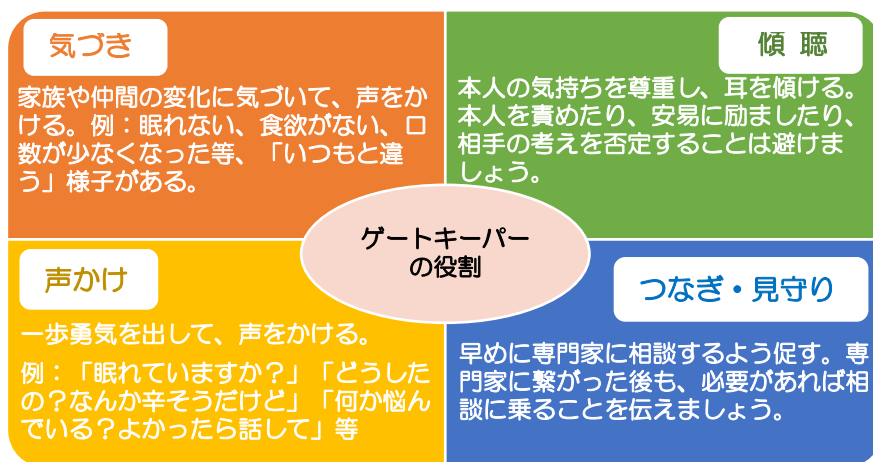 気づき
家族や仲間の変化に気づいて、声をか
ける。例：眠れない、食欲がない、口
数が少なくなった等、「いつもと違
う」様子がある。
傾 聴
本人の気持ちを尊重し、耳を傾ける。
本人を責めたり、安易に励ましたり、
相手の考えを否定することは避けま
しょう。
ゲートキーパー
の役割
声かけ
一歩勇気を出して、声をかける。
例：「眠れていますか？」「どうした
の？なんか辛そうだけど」「何か悩ん
でいる？よかったら話して」等
つなぎ・見守り
早めに専門家に相談するよう促す。専
門家に繋がった後も、必要があれば相
談に乗ることを伝えましょう。